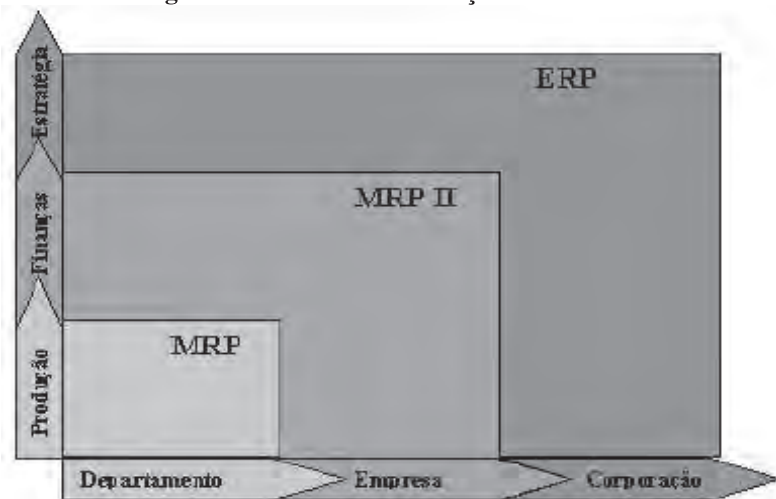 ERP
MRP II
MRP
Estratégia
Finanças
Produção
Departamento
Empresa
Corporação